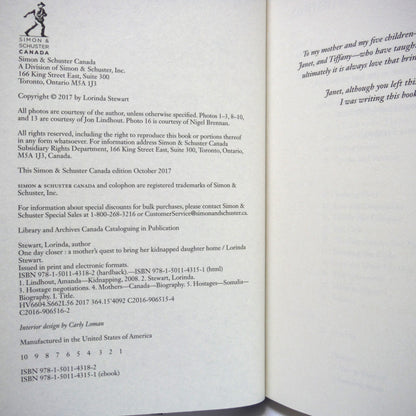 SIMON &
SCHUSTER
CANADA
Simon & Schuster Canada
A Division of Simon & Schuster, Inc.
166 King Street East, Suite 300
Toronto, Ontario M5A 1J3
Copyright © 2017 by Lorinda Stewart
All photos are courtesy of the author, unless otherwise specified. Photos 1–3, 8–10,
and 13 are courtesy of Jon Lindhout. Photo 16 is courtesy of Nigel Brennan.
All rights reserved, including the right to reproduce this book or portions thereof
in any form whatsoever. For information address Simon & Schuster Canada
Subsidiary Rights Department, 166 King Street East, Suite 300, Toronto, Ontario,
M5A 1J3, Canada.
This Simon & Schuster Canada edition October 2017
SIMON & SCHUSTER CANADA and colophon are registered trademarks of Simon &
Schuster, Inc.
For information about special discounts for bulk purchases, please contact Simon &
Schuster Special Sales at 1-800-268-3216 or CustomerService@simonandschuster.ca.
Library and Archives Canada Cataloguing in Publication
Stewart, Lorinda, author
One day closer : a mother's quest to bring her kidnapped daughter home / Lorinda
Stewart.
Issued in print and electronic formats.
ISBN 978-1-5011-4318-2 (hardback).—ISBN 978-1-5011-4315-1 (html)
1. Lindhout, Amanda—Kidnapping, 2008. 2. Stewart, Lorinda.
3. Hostage negotiations. 4. Mothers—Canada—Biography. 5. Hostages—Somalia—
Biography. I. Title.
HV6604.S662L56 2017 364.15'4092 C2016-906515-4
C2016-906516-2
Interior design by Carly Loman
Manufactured in the United States of America
10 9 8 7 6 5 4 3 2 1
ISBN 978-1-5011-4318-2
ISBN 978-1-5011-4315-1 (ebook)
To my mother and my five children—
Janet, and Tiffany—who have taught
ultimately it is always love that brin
Janet, although you left this
I was writing this book